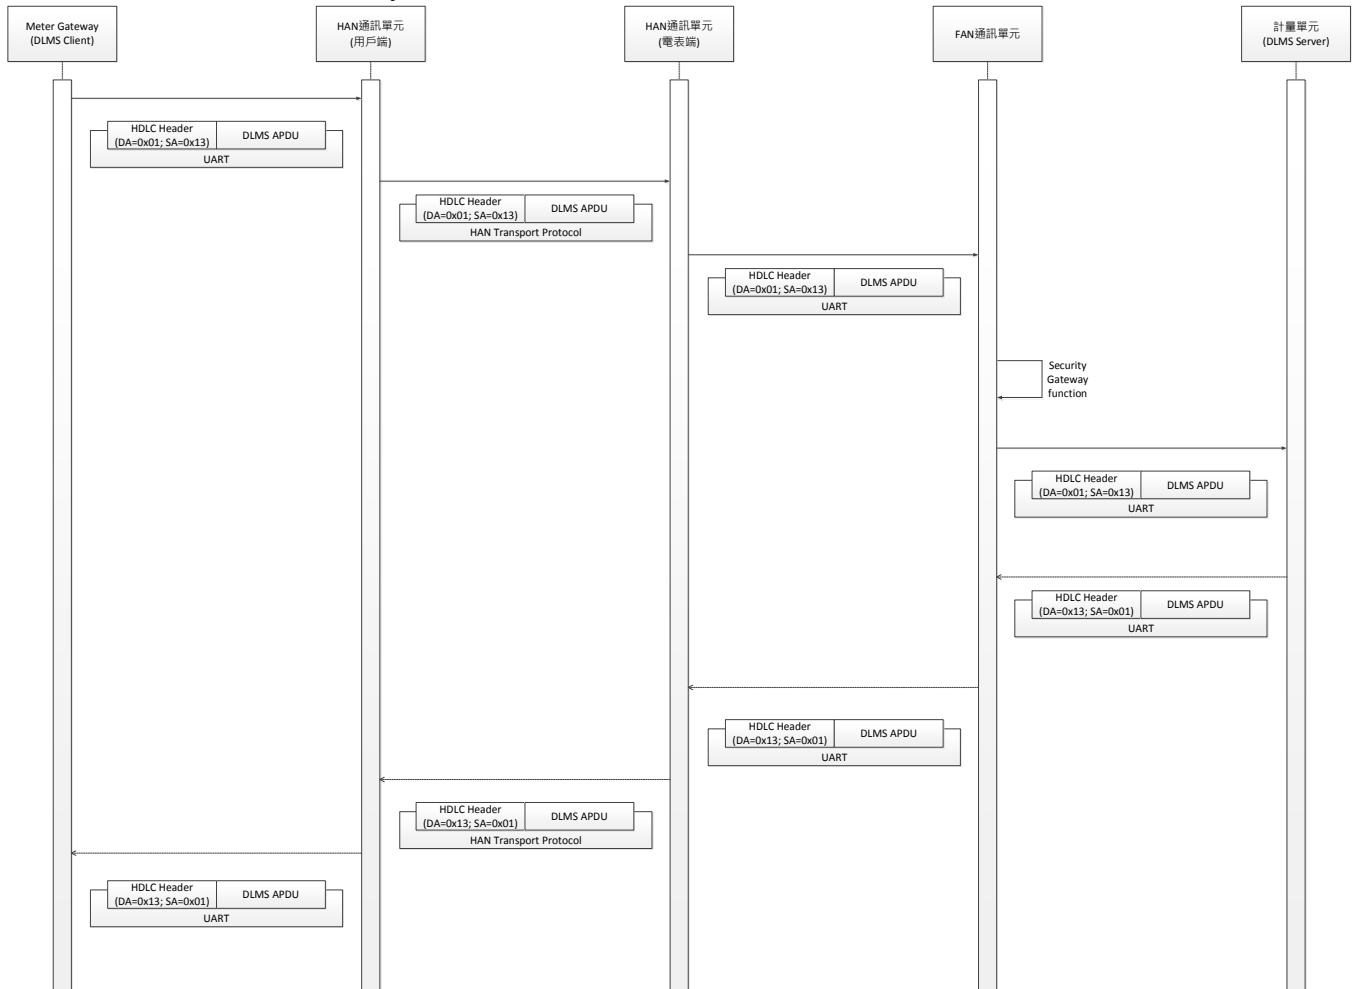 Meter Gateway
(DLMS Client)
HAN通訊單元
(用戶端)
HAN通訊單元
(電表端)
FAN通訊單元
計量單元
(DLMS Server)
HDLC Header
(DA=0x01; SA=0x13)
DLMS APDU
UART
HDLC Header
(DA=0x01; SA=0x13)
DLMS APDU
HAN Transport Protocol
HDLC Header
(DA=0x01; SA=0x13)
DLMS APDU
UART
Security
Gateway
function
HDLC Header
(DA=0x01; SA=0x13)
DLMS APDU
UART
HDLC Header
(DA=0x13; SA=0x01)
DLMS APDU
UART
HDLC Header
(DA=0x13; SA=0x01)
DLMS APDU
UART
HDLC Header
(DA=0x13; SA=0x01)
DLMS APDU
HAN Transport Protocol
HDLC Header
(DA=0x13; SA=0x01)
DLMS APDU
UART